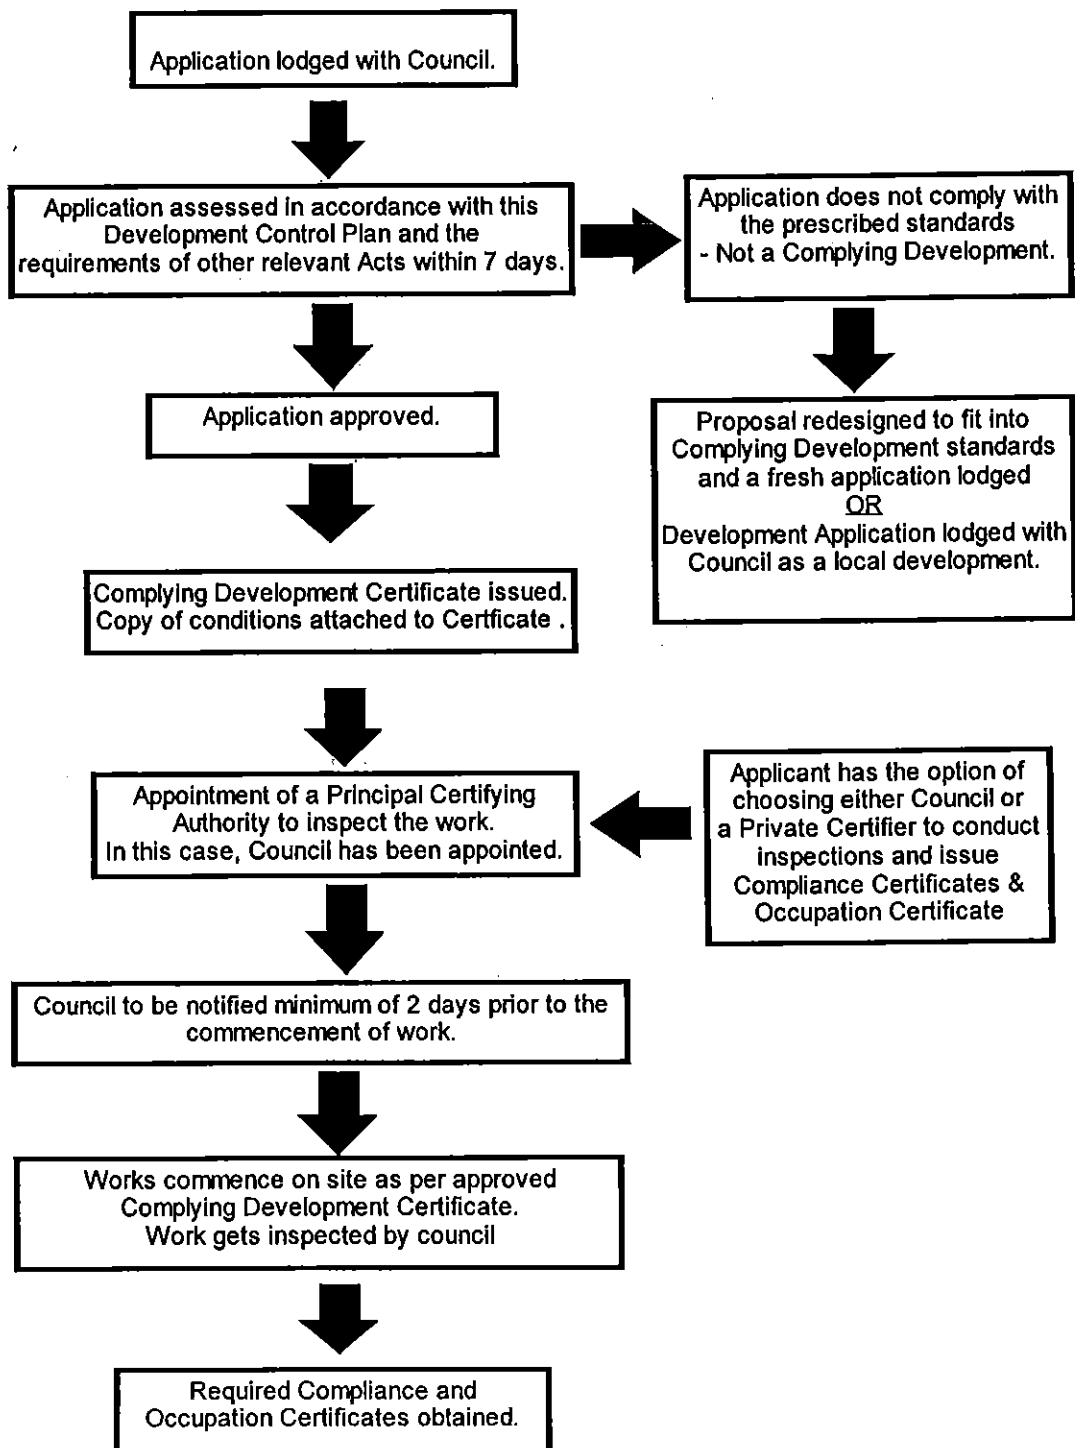 Application lodged with Council.
Application assessed in accordance with this
Development Control Plan and the
requirements of other relevant Acts within 7 days.
Application does not comply with
the prescribed standards
- Not a Complying Development.
Application approved.
Proposal redesigned to fit into
Complying Development standards
and a fresh application lodged
OR
Development Application lodged with
Council as a local development.
Complying Development Certificate issued.
Copy of conditions attached to Certficate .
Appointment of a Principal Certifying
Authority to inspect the work.
In this case, Council has been appointed.
Applicant has the option of
choosing either Council or
a Private Certifier to conduct
inspections and issue
Compliance Certificates &
Occupation Certificate
Council to be notified minimum of 2 days prior to the
commencement of work.
Works commence on site as per approved
Complying Development Certificate.
Work gets inspected by council
Required Compliance and
Occupation Certificates obtained.